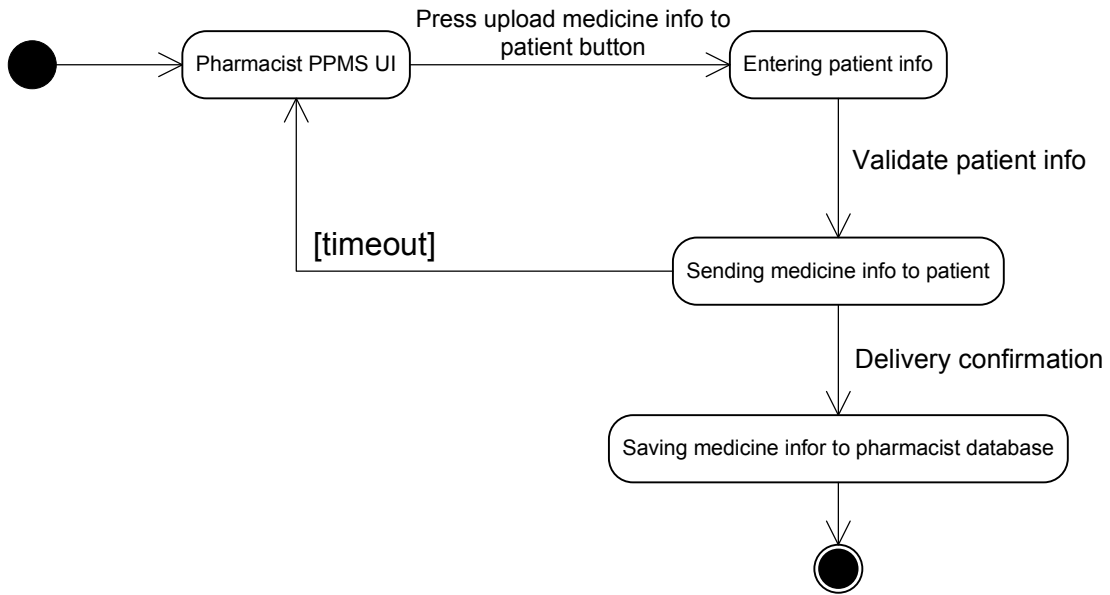 Press upload medicine info to
patient button
Pharmacist PPMS UI
Entering patient info
Validate patient info
[timeout]
Sending medicine info to patient
Delivery confirmation
Saving medicine infor to pharmacist database